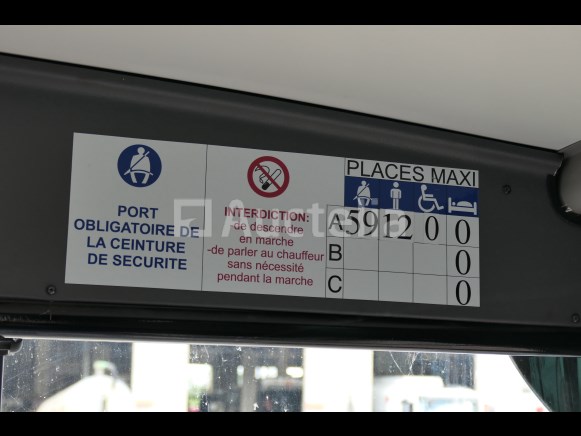 PORT
OBLIGATOIRE DE
LA CEINTURE
DE SECURITE
INTERDICTION:
-de descendre
en marche
-de parler au chauffeur
sans nécessité
pendant la marche
PLACES MAXI
A 59 12 0 0
B 0
C 0